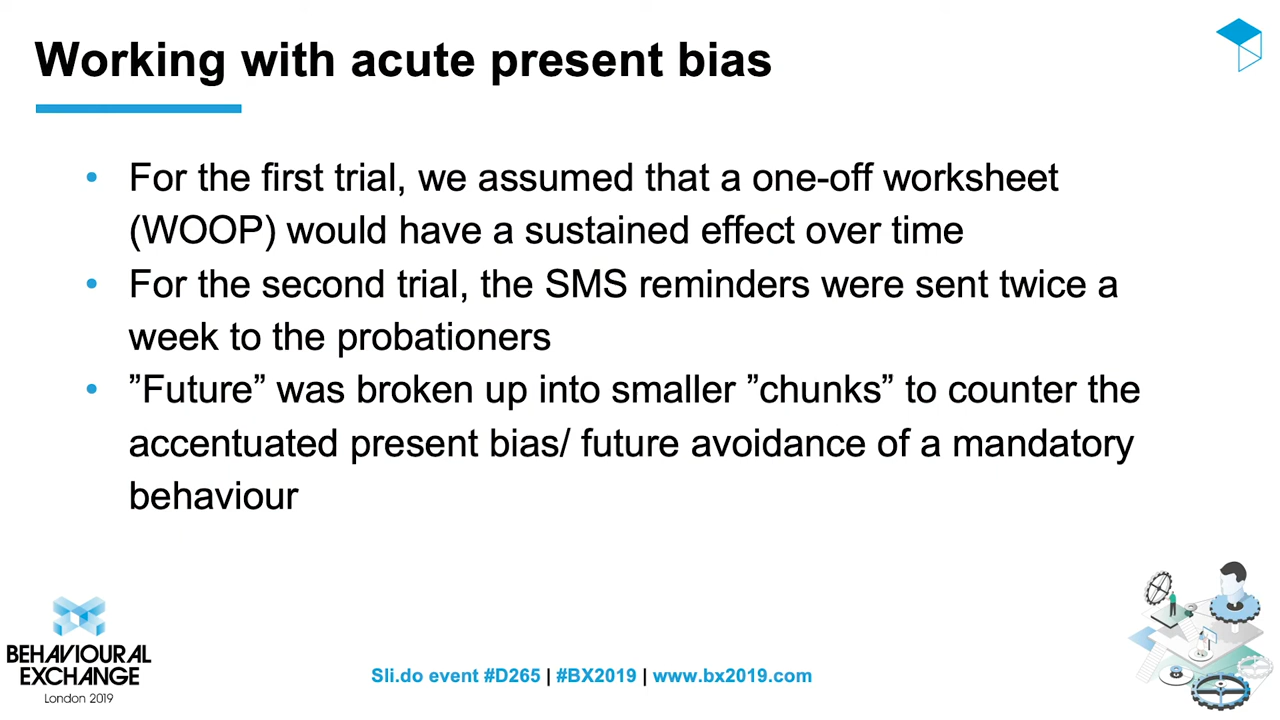 Working with acute present bias
• For the first trial, we assumed that a one-off worksheet
(WOOP) would have a sustained effect over time
• For the second trial, the SMS reminders were sent twice a
week to the probationers
• ”Future” was broken up into smaller ”chunks” to counter the
accentuated present bias/ future avoidance of a mandatory
behaviour
BEHAVIOURAL
EXCHANGE
London 2019
Sli.do event #D265 | #BX2019 | www.bx2019.com